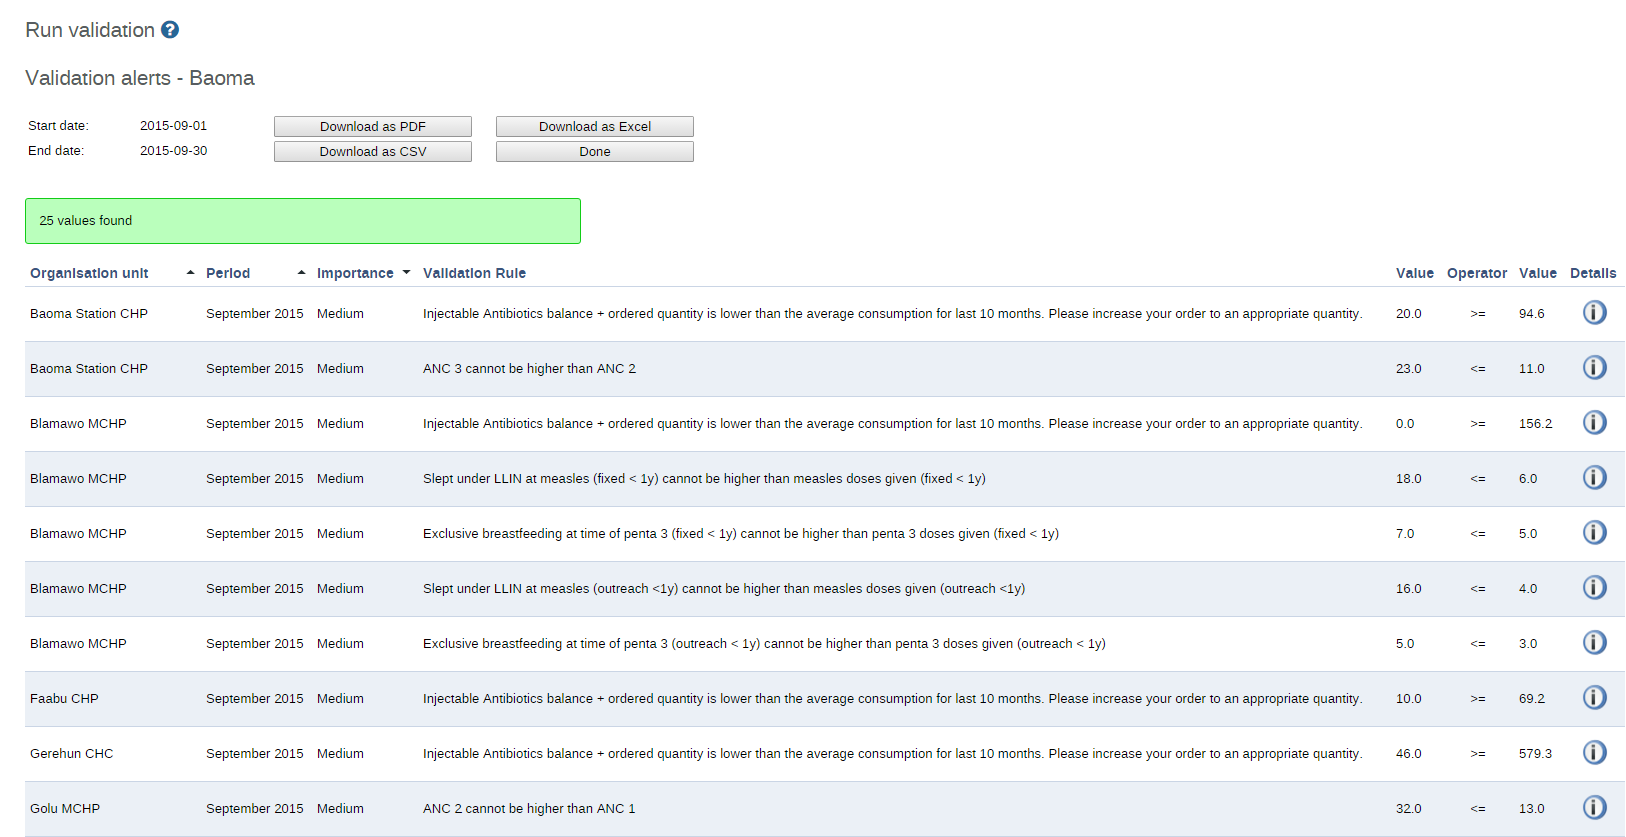 Run validation
Validation alerts - Baoma
Start date: 2015-09-01 Download as PDF Download as Excel
End date: 2015-09-30 Download as CSV Done
25 values found
Organisation unit Period Importance Validation Rule Value Operator Value Details
Baoma Station CHP September 2015 Medium Injectable Antibiotics balance + ordered quantity is lower than the average consumption for last 10 months. Please increase your order to an appropriate quantity. 20.0 >= 94.6
Baoma Station CHP September 2015 Medium ANC 3 cannot be higher than ANC 2 23.0 <= 11.0
Blamawo MCHP September 2015 Medium Injectable Antibiotics balance + ordered quantity is lower than the average consumption for last 10 months. Please increase your order to an appropriate quantity. 0.0 >= 156.2
Blamawo MCHP September 2015 Medium Slept under LLIN at measles (fixed < 1y) cannot be higher than measles doses given (fixed < 1y) 18.0 <= 6.0
Blamawo MCHP September 2015 Medium Exclusive breastfeeding at time of penta 3 (fixed < 1y) cannot be higher than penta 3 doses given (fixed < 1y) 7.0 <= 5.0
Blamawo MCHP September 2015 Medium Slept under LLIN at measles (outreach <1y) cannot be higher than measles doses given (outreach <1y) 16.0 <= 4.0
Blamawo MCHP September 2015 Medium Exclusive breastfeeding at time of penta 3 (outreach < 1y) cannot be higher than penta 3 doses given (outreach < 1y) 5.0 <= 3.0
Faabu CHP September 2015 Medium Injectable Antibiotics balance + ordered quantity is lower than the average consumption for last 10 months. Please increase your order to an appropriate quantity. 10.0 >= 69.2
Gerehun CHC September 2015 Medium Injectable Antibiotics balance + ordered quantity is lower than the average consumption for last 10 months. Please increase your order to an appropriate quantity. 46.0 >= 579.3
Golu MCHP September 2015 Medium ANC 2 cannot be higher than ANC 1 32.0 <= 13.0